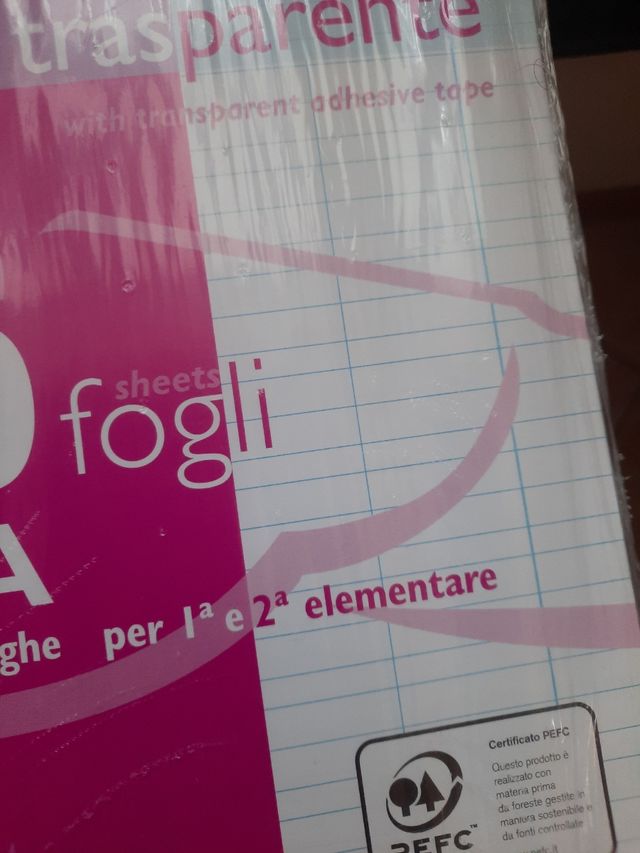 trasparente
with transparent adhesive tape
sheets
fogli
A
ghe per 1ª e 2ª elementare
Certificato PEFC
Questo prodotto è
realizzato con
materia prima
da foreste gestite in
maniera sostenibile e
da fonti controllate
PEFC™